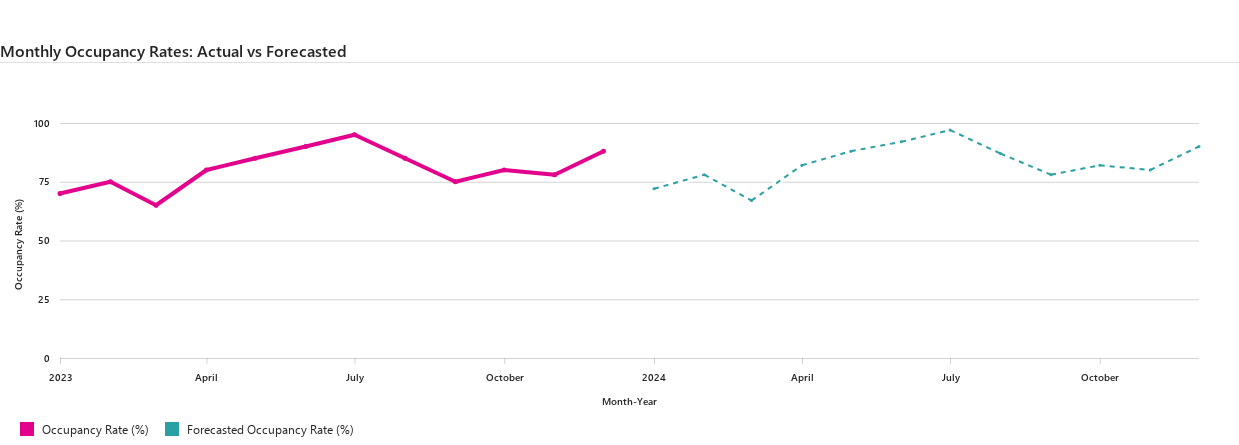 Monthly Occupancy Rates: Actual vs Forecasted
100
75
50
25
0
Occupancy Rate (%)
2023
April
July
October
2024
April
July
October
Month-Year
Occupancy Rate (%)
Forecasted Occupancy Rate (%)